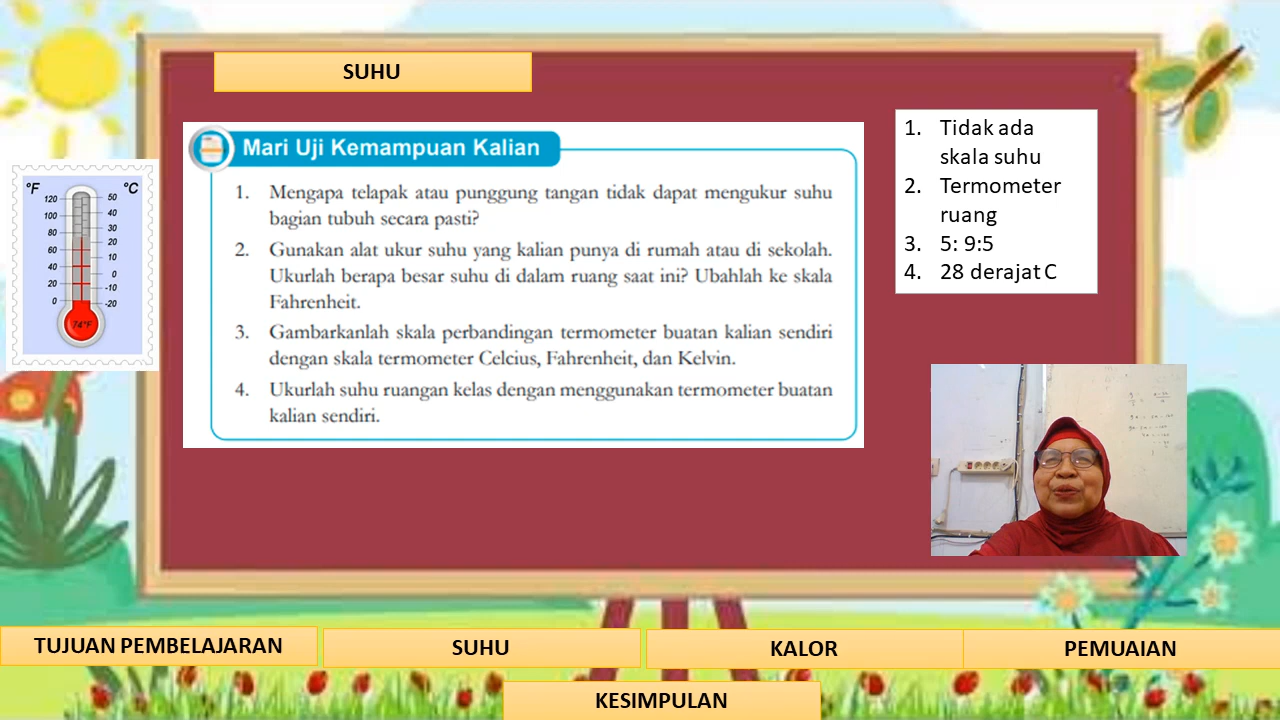 SUHU
Mari Uji Kemampuan Kalian
1. Mengapa telapak atau punggung tangan tidak dapat mengukur suhu
bagian tubuh secara pasti?
2. Gunakan alat ukur suhu yang kalian punya di rumah atau di sekolah.
Ukurlah berapa besar suhu di dalam ruang saat ini? Ubahlah ke skala
Fahrenheit.
3. Gambarkanlah skala perbandingan termometer buatan kalian sendiri
dengan skala termometer Celcius, Fahrenheit, dan Kelvin.
4. Ukurlah suhu ruangan kelas dengan menggunakan termometer buatan
kalian sendiri.
1. Tidak ada
skala suhu
2. Termometer
ruang
3. 5: 9:5
4. 28 derajat C
°F °C
120 50
100 40
80 30
60 20
40 10
20 0
0 -10
-20
74°F
TUJUAN PEMBELAJARAN
SUHU
KALOR
PEMUAIAN
KESIMPULAN